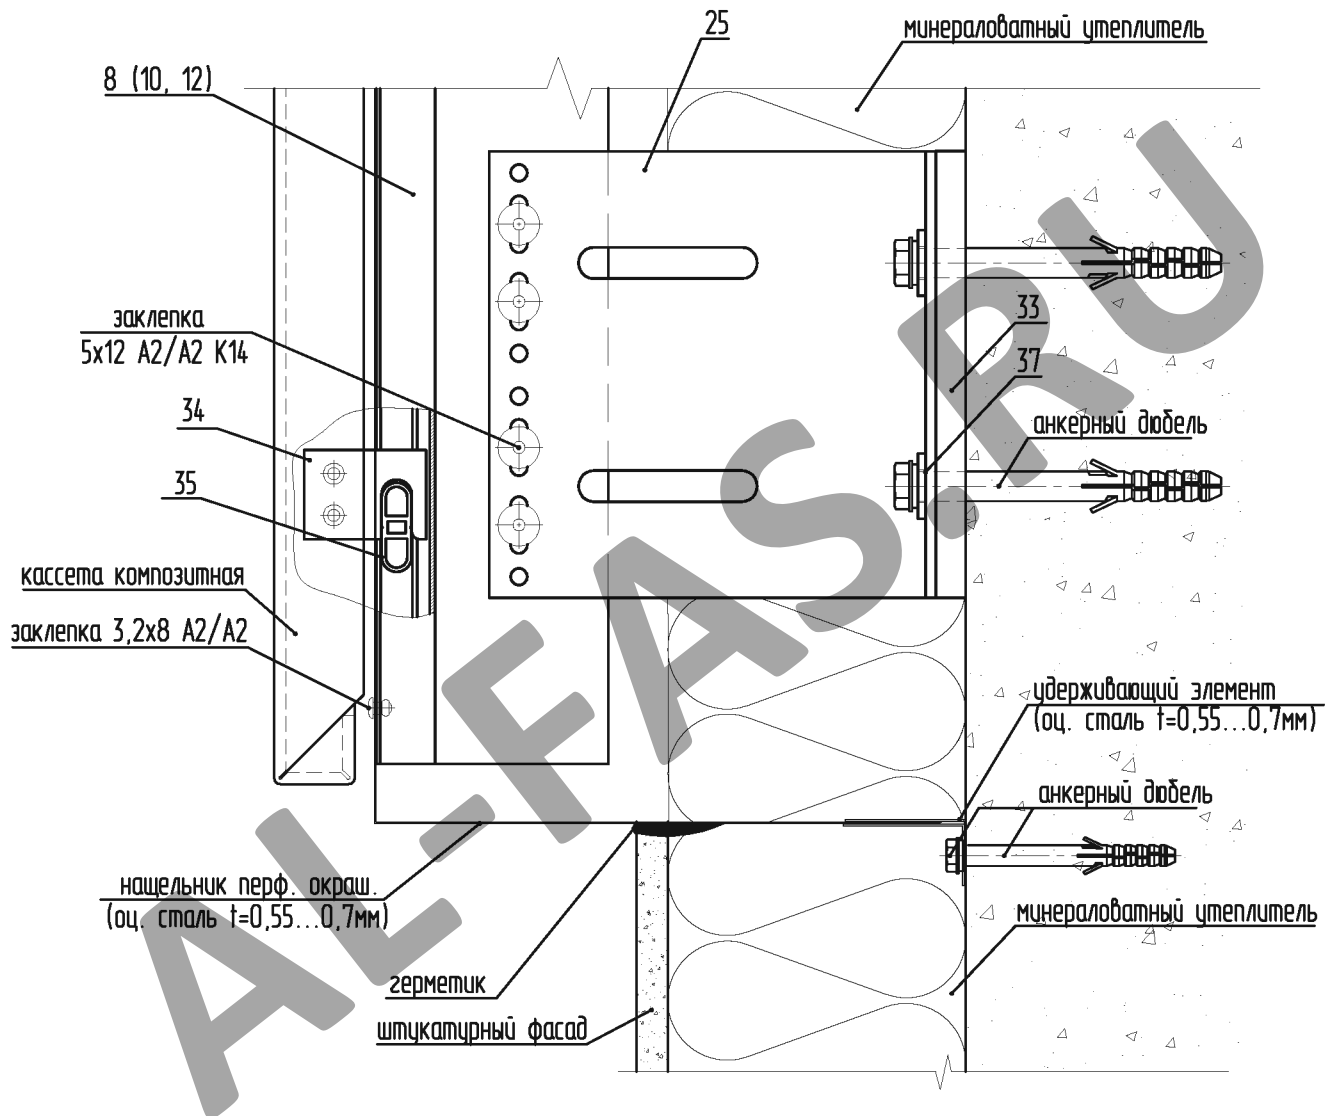 25
минераловатный утеплитель
8 (10, 12)
заклепка
5х12 А2/А2 К14
33
37
34
анкерный дюбель
35
кассета композитная
заклепка 3,2х8 А2/А2
удерживающий элемент
(оц. сталь t=0,55...0,7мм)
анкерный дюбель
нащельник перф. окраш.
(оц. сталь t=0,55...0,7мм)
минераловатный утеплитель
герметик
штукатурный фасад
AL-FAS.RU